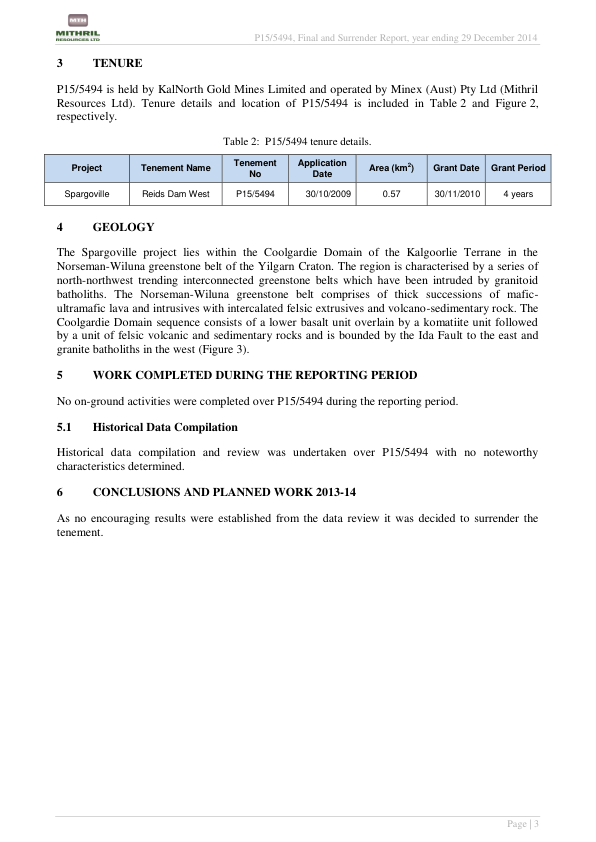 MTH
MITHRIL
RESOURCES LTD
P15/5494, Final and Surrender Report, year ending 29 December 2014
3 TENURE
P15/5494 is held by KalNorth Gold Mines Limited and operated by Minex (Aust) Pty Ltd (Mithril
Resources Ltd). Tenure details and location of P15/5494 is included in Table 2 and Figure 2,
respectively.
Table 2: P15/5494 tenure details.
Project Tenement Name Tenement No Application Date Area (km²) Grant Date Grant Period
Spargoville Reids Dam West P15/5494 30/10/2009 0.57 30/11/2010 4 years
4 GEOLOGY
The Spargoville project lies within the Coolgardie Domain of the Kalgoorlie Terrane in the
Norseman-Wiluna greenstone belt of the Yilgarn Craton. The region is characterised by a series of
north-northwest trending interconnected greenstone belts which have been intruded by granitoid
batholiths. The Norseman-Wiluna greenstone belt comprises of thick successions of mafic-
ultramafic lava and intrusives with intercalated felsic extrusives and volcano-sedimentary rock. The
Coolgardie Domain sequence consists of a lower basalt unit overlain by a komatiite unit followed
by a unit of felsic volcanic and sedimentary rocks and is bounded by the Ida Fault to the east and
granite batholiths in the west (Figure 3).
5 WORK COMPLETED DURING THE REPORTING PERIOD
No on-ground activities were completed over P15/5494 during the reporting period.
5.1 Historical Data Compilation
Historical data compilation and review was undertaken over P15/5494 with no noteworthy
characteristics determined.
6 CONCLUSIONS AND PLANNED WORK 2013-14
As no encouraging results were established from the data review it was decided to surrender the
tenement.
Page | 3